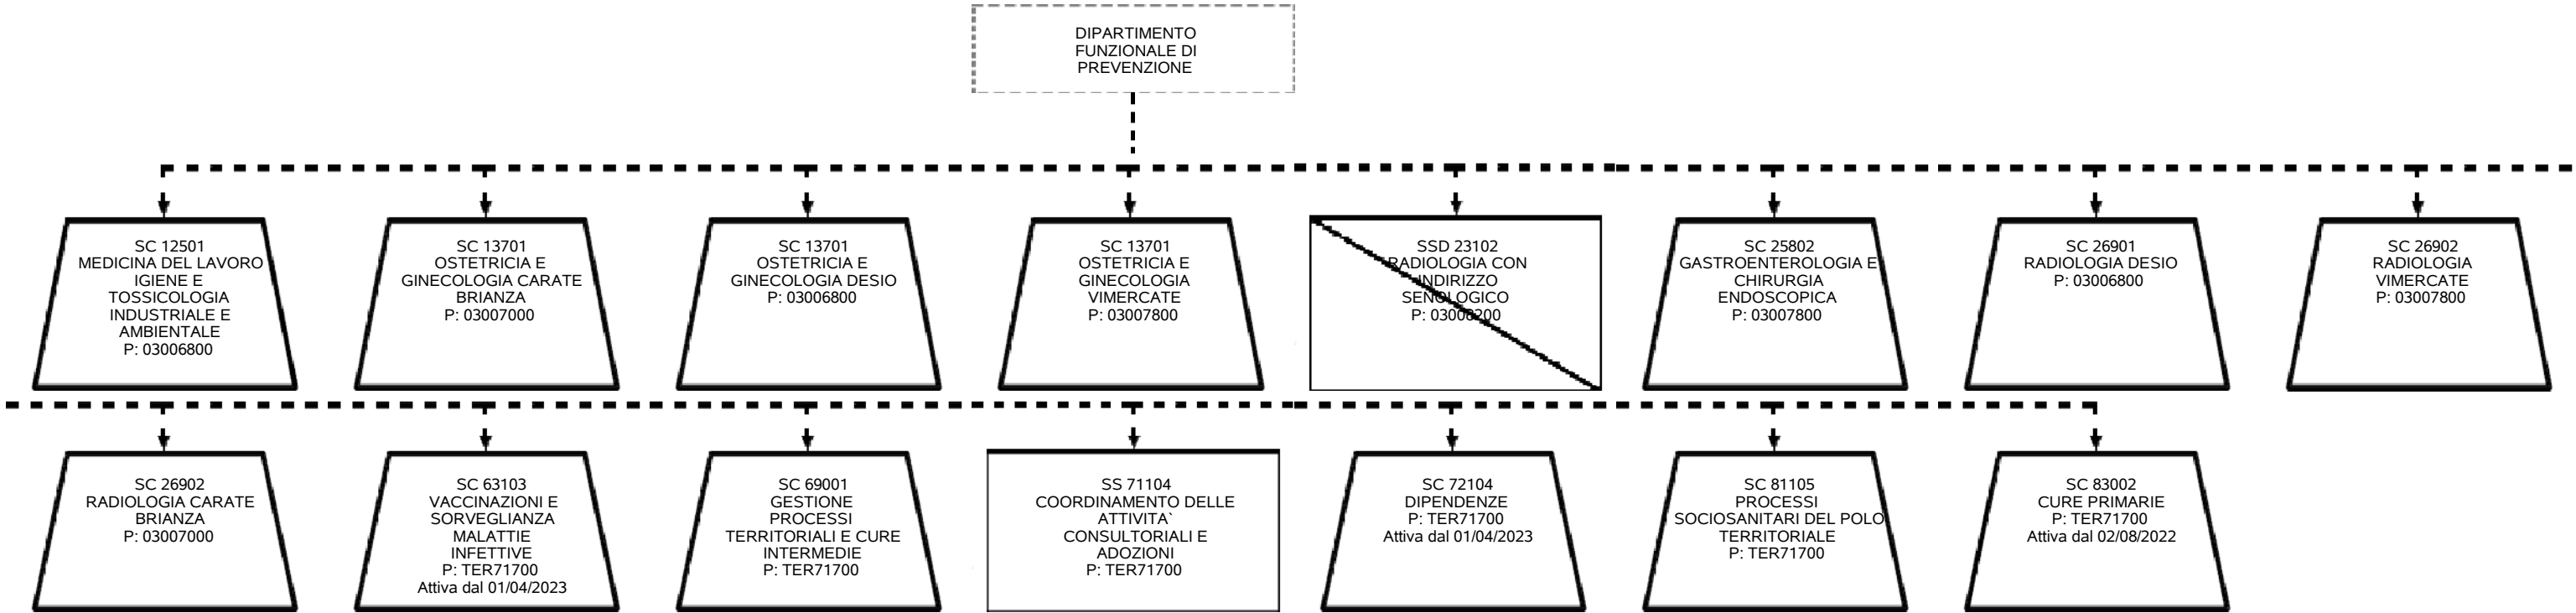 DIPARTIMENTO
FUNZIONALE DI
PREVENZIONE
SC 12501
MEDICINA DEL LAVORO
IGIENE E
TOSSICOLOGIA
INDUSTRIALE E
AMBIENTALE
P: 03006800
SC 13701
OSTETRICIA E
GINECOLOGIA CARATE
BRIANZA
P: 03007000
SC 13701
OSTETRICIA E
GINECOLOGIA DESIO
P: 03006800
SC 13701
OSTETRICIA E
GINECOLOGIA
VIMERCATE
P: 03007800
SSD 23102
RADIOLOGIA CON
INDIRIZZO
SENOLOGICO
P: 03008200
SC 25802
GASTROENTEROLOGIA E
CHIRURGIA
ENDOSCOPICA
P: 03007800
SC 26901
RADIOLOGIA DESIO
P: 03006800
SC 26902
RADIOLOGIA
VIMERCATE
P: 03007800
SC 26902
RADIOLOGIA CARATE
BRIANZA
P: 03007000
SC 63103
VACCINAZIONI E
SORVEGLIANZA
MALATTIE
INFETTIVE
P: TER71700
Attiva dal 01/04/2023
SC 69001
GESTIONE
PROCESSI
TERRITORIALI E CURE
INTERMEDIE
P: TER71700
SS 71104
COORDINAMENTO DELLE
ATTIVITA`
CONSULTORIALI E
ADOZIONI
P: TER71700
SC 72104
DIPENDENZE
P: TER71700
Attiva dal 01/04/2023
SC 81105
PROCESSI
SOCIOSANITARI DEL POLO
TERRITORIALE
P: TER71700
SC 83002
CURE PRIMARIE
P: TER71700
Attiva dal 02/08/2022